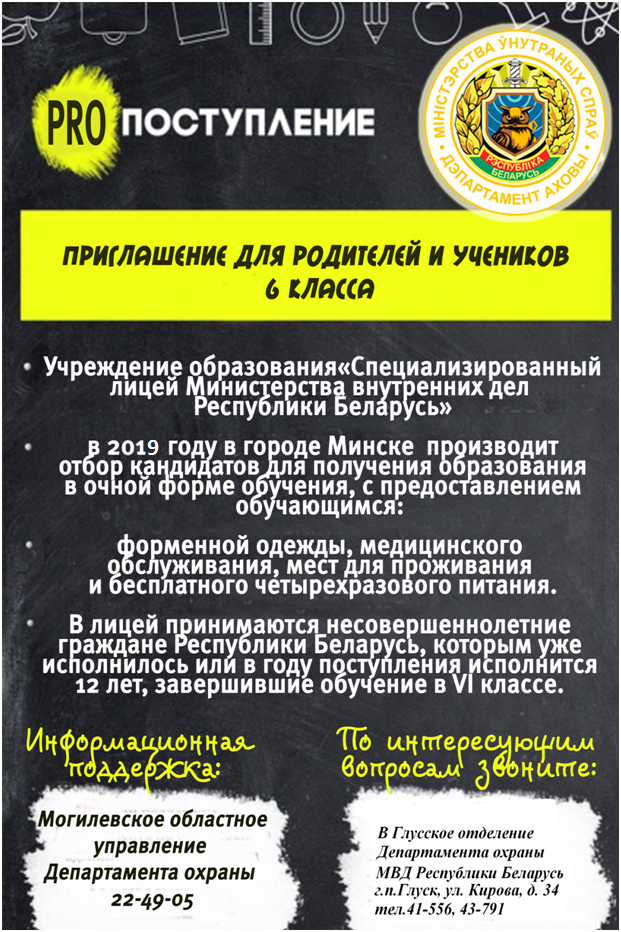 PRO ПОСТУПЛЕНИЕ
МІНІСТЭРСТВА ЎНУТРАНЫХ СПРАЎ
ДЭПАРТАМЕНТ АХОВЫ
РЭСПУБЛІКА
БЕЛАРУСЬ
ПРИГЛАШЕНИЕ ДЛЯ РОДИТЕЛЕЙ И УЧЕНИКОВ
6 КЛАССА
• Учреждение образования«Специализированный
лицей Министерства внутренних дел
Республики Беларусь»
• в 2019 году в городе Минске производит
отбор кандидатов для получения образования
в очной форме обучения, с предоставлением
обучающимся:
• форменной одежды, медицинского
обслуживания, мест для проживания
и бесплатного четырехразового питания.
• В лицей принимаются несовершеннолетние
граждане Республики Беларусь, которым уже
исполнилось или в году поступления исполнится
12 лет, завершившие обучение в VI классе.
Информационная
поддержка:
Могилевское областное
управление
Департамента охраны
22-49-05
По интересующим
вопросам звоните:
В Глусское отделение
Департамента охраны
МВД Республики Беларусь
г.п.Глуск, ул. Кирова, д. 34
тел.41-556, 43-791